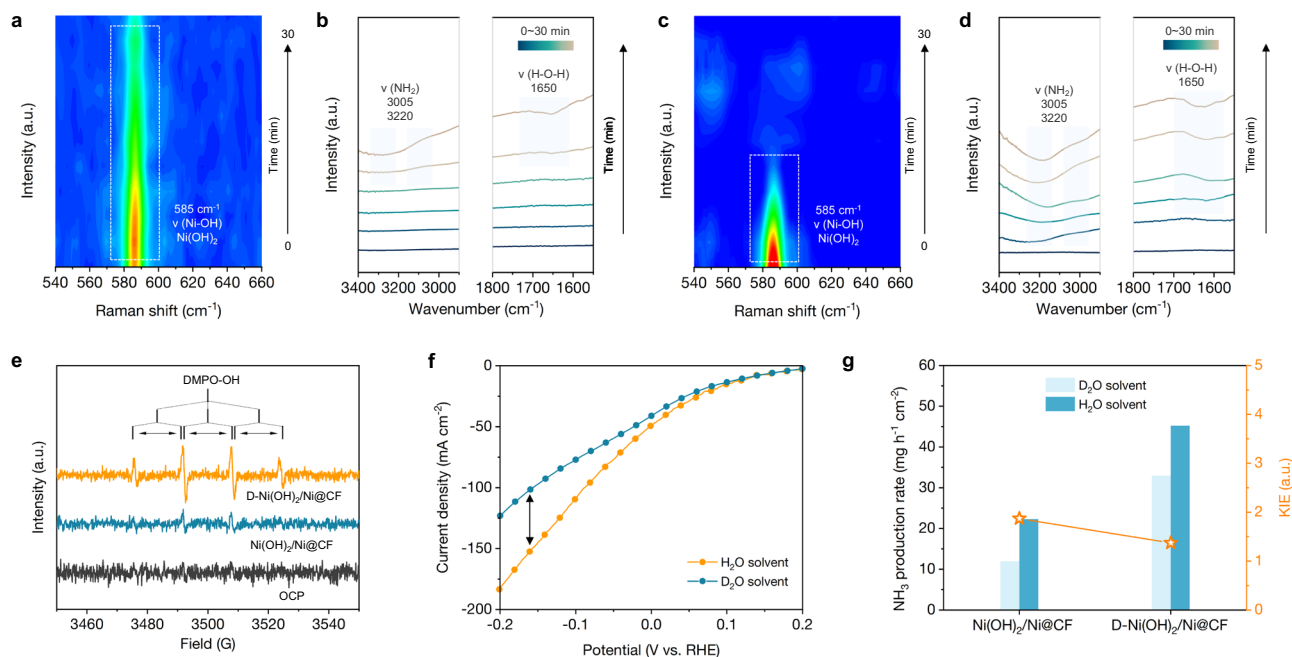 a
Intensity (a.u.)
585 cm⁻¹
ν (Ni-OH)
Ni(OH)₂
540 560 580 600 620 640 660
Raman shift (cm⁻¹)
30
Time (min)
0
b
Intensity (a.u.)
0~30 min
ν (NH₂)
3005
3220
ν (H-O-H)
1650
3400 3200 3000 1800 1700 1600
Wavenumber (cm⁻¹)
Time (min)
c
Intensity (a.u.)
585 cm⁻¹
ν (Ni-OH)
Ni(OH)₂
540 560 580 600 620 640 660
Raman shift (cm⁻¹)
30
Time (min)
0
d
Intensity (a.u.)
0~30 min
ν (NH₂)
3005
3220
ν (H-O-H)
1650
3400 3200 3000 1800 1700 1600
Wavenumber (cm⁻¹)
Time (min)
e
Intensity (a.u.)
DMPO-OH
D-Ni(OH)₂/Ni@CF
Ni(OH)₂/Ni@CF
OCP
3460 3480 3500 3520 3540
Field (G)
f
Current density (mA cm⁻²)
0
-50
-100
-150
-200
H₂O solvent
D₂O solvent
-0.2 -0.1 0.0 0.1 0.2
Potential (V vs. RHE)
g
NH₃ production rate (mg h⁻¹ cm⁻²)
60
50
40
30
20
10
0
D₂O solvent
H₂O solvent
5
4
3
2
1
0
KIE (a.u.)
Ni(OH)₂/Ni@CF D-Ni(OH)₂/Ni@CF